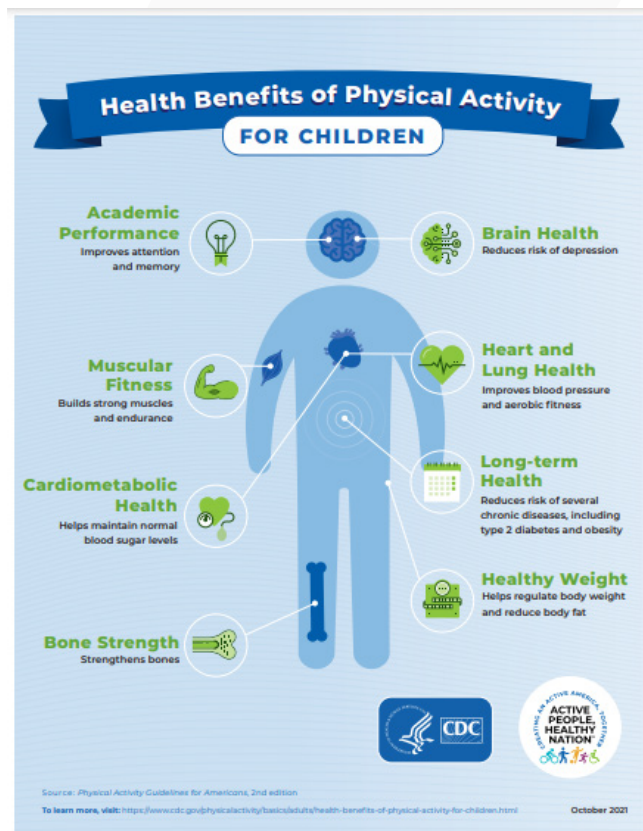 Health Benefits of Physical Activity
FOR CHILDREN
Academic
Performance
Improves attention
and memory
Brain Health
Reduces risk of depression
Muscular
Fitness
Builds strong muscles
and endurance
Heart and
Lung Health
Improves blood pressure
and aerobic fitness
Cardiometabolic
Health
Helps maintain normal
blood sugar levels
Long-term
Health
Reduces risk of several
chronic diseases, including
type 2 diabetes and obesity
Healthy Weight
Helps regulate body weight
and reduce body fat
Bone Strength
Strengthens bones
CDC
CREATING AN ACTIVE AMERICA, TOGETHER
ACTIVE
PEOPLE,
HEALTHY
NATION
Source: Physical Activity Guidelines for Americans, 2nd edition
To learn more, visit: https://www.cdc.gov/physicalactivity/basics/adults/health-benefits-of-physical-activity-for-children.html
October 2021